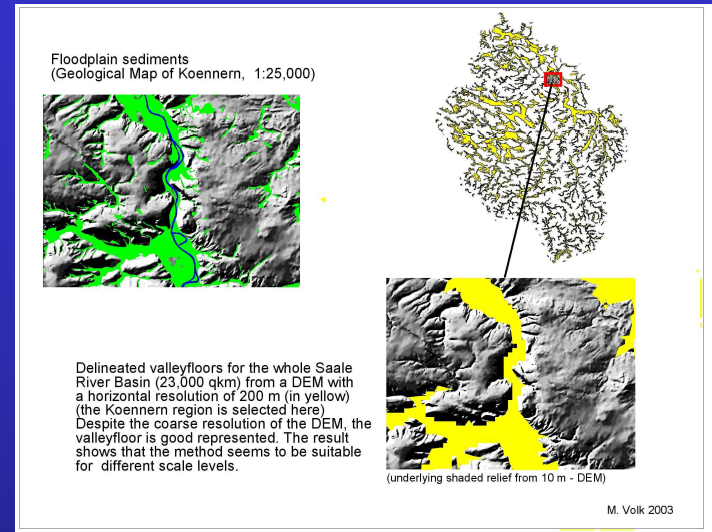 Floodplain sediments
(Geological Map of Koennern, 1:25,000)
Delineated valleyfloors for the whole Saale
River Basin (23,000 qkm) from a DEM with
a horizontal resolution of 200 m (in yellow)
(the Koennern region is selected here)
Despite the coarse resolution of the DEM, the
valleyfloor is good represented. The result
shows that the method seems to be suitable
for different scale levels.
(underlying shaded relief from 10 m - DEM)
M. Volk 2003